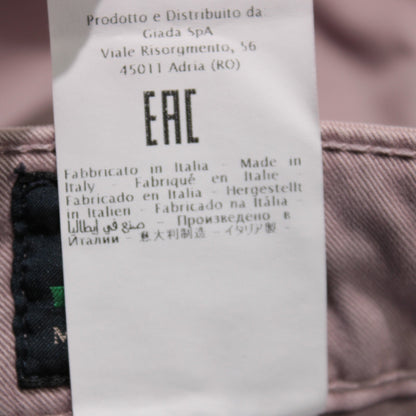 Prodotto e Distribuito da
Giada SpA
Viale Risorgimento, 56
45011 Adria (RO)
EAC
Fabbricato in Italia - Made in
Italy - Fabriqué en Italie -
Fabricado en Italia - Hergestellt
in Italien - Fabricado na Itália -
صنع في إيطاليا - Произведено в
Италии - 意大利制造 - イタリア製 -